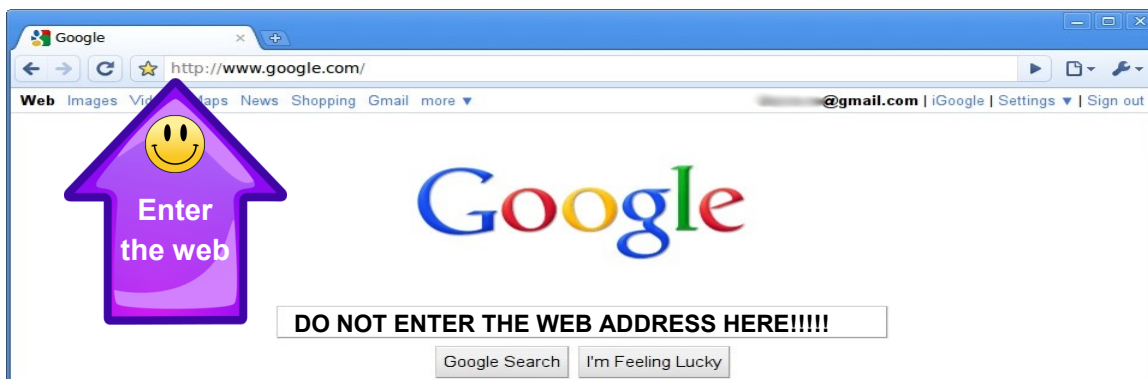 Google
http://www.google.com/
Web Images Maps News Shopping Gmail more ▼ @gmail.com | iGoogle | Settings ▼ | Sign out
Google
Enter
the web
DO NOT ENTER THE WEB ADDRESS HERE!!!!!
Google Search I'm Feeling Lucky